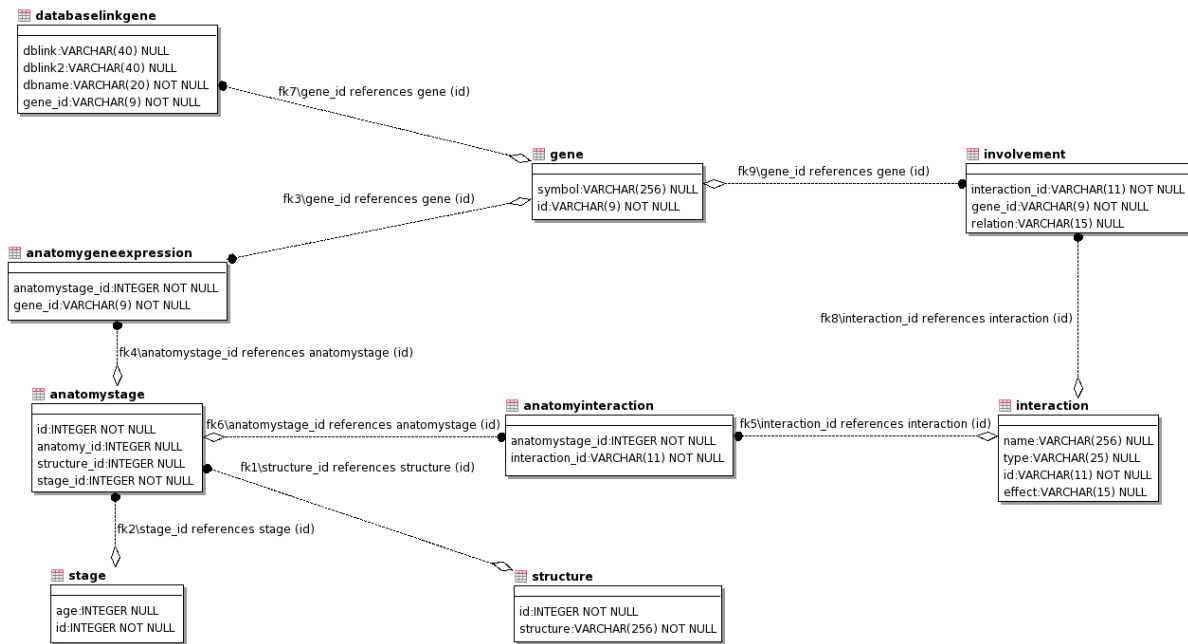 databaselinkgene
dblink:VARCHAR(40) NULL
dblink2:VARCHAR(40) NULL
dbname:VARCHAR(20) NOT NULL
gene_id:VARCHAR(9) NOT NULL
fk7\gene_id references gene (id)
gene
symbol:VARCHAR(256) NULL
id:VARCHAR(9) NOT NULL
fk9\gene_id references gene (id)
involvement
interaction_id:VARCHAR(11) NOT NULL
gene_id:VARCHAR(9) NOT NULL
relation:VARCHAR(15) NULL
fk3\gene_id references gene (id)
anatomygeneexpression
anatomystage_id:INTEGER NOT NULL
gene_id:VARCHAR(9) NOT NULL
fk8\interaction_id references interaction (id)
fk4\anatomystage_id references anatomystage (id)
anatomystage
id:INTEGER NOT NULL
anatomy_id:INTEGER NULL
structure_id:INTEGER NULL
stage_id:INTEGER NOT NULL
fk6\anatomystage_id references anatomystage (id)
anatomyinteraction
anatomystage_id:INTEGER NOT NULL
interaction_id:VARCHAR(11) NOT NULL
fk5\interaction_id references interaction (id)
interaction
name:VARCHAR(256) NULL
type:VARCHAR(25) NULL
id:VARCHAR(11) NOT NULL
effect:VARCHAR(15) NULL
fk1\structure_id references structure (id)
fk2\stage_id references stage (id)
stage
age:INTEGER NULL
id:INTEGER NOT NULL
structure
id:INTEGER NOT NULL
structure:VARCHAR(256) NOT NULL